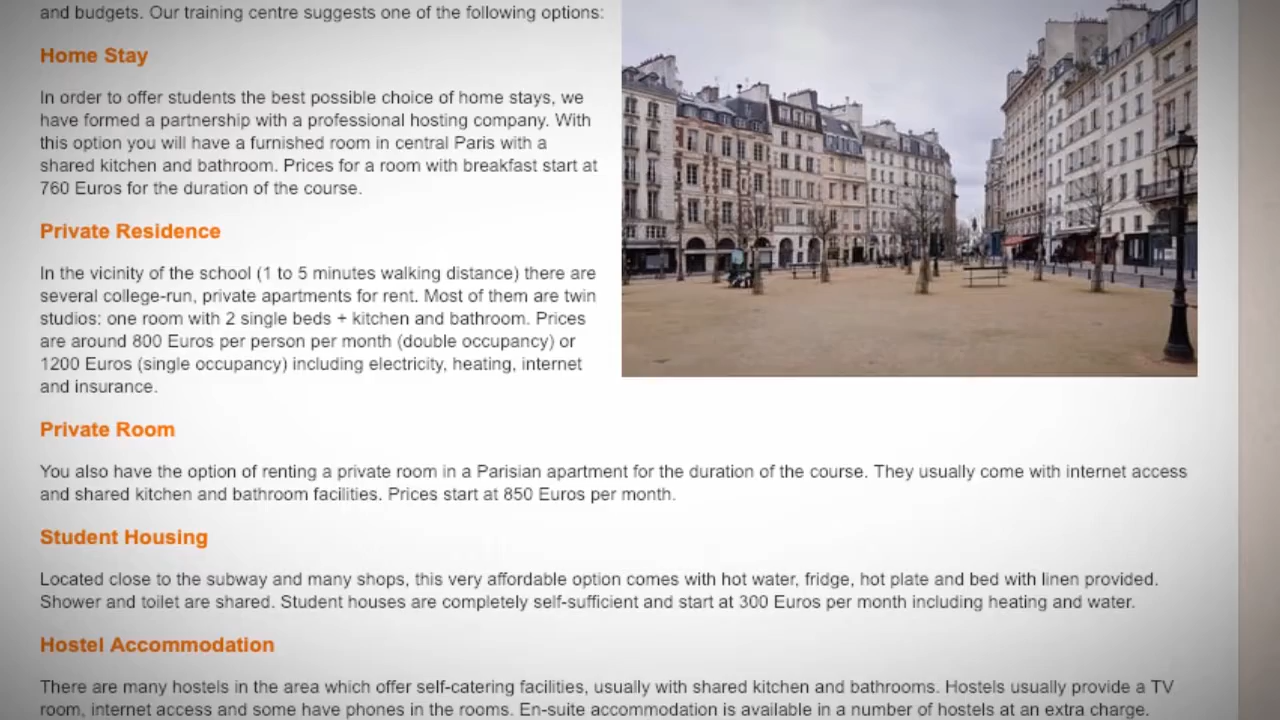 and budgets. Our training centre suggests one of the following options:
Home Stay
In order to offer students the best possible choice of home stays, we
have formed a partnership with a professional hosting company. With
this option you will have a furnished room in central Paris with a
shared kitchen and bathroom. Prices for a room with breakfast start at
760 Euros for the duration of the course.
Private Residence
In the vicinity of the school (1 to 5 minutes walking distance) there are
several college-run, private apartments for rent. Most of them are twin
studios: one room with 2 single beds + kitchen and bathroom. Prices
are around 800 Euros per person per month (double occupancy) or
1200 Euros (single occupancy) including electricity, heating, internet
and insurance.
Private Room
You also have the option of renting a private room in a Parisian apartment for the duration of the course. They usually come with internet access
and shared kitchen and bathroom facilities. Prices start at 850 Euros per month.
Student Housing
Located close to the subway and many shops, this very affordable option comes with hot water, fridge, hot plate and bed with linen provided.
Shower and toilet are shared. Student houses are completely self-sufficient and start at 300 Euros per month including heating and water.
Hostel Accommodation
There are many hostels in the area which offer self-catering facilities, usually with shared kitchen and bathrooms. Hostels usually provide a TV
room, internet access and some have phones in the rooms. En-suite accommodation is available in a number of hostels at an extra charge.